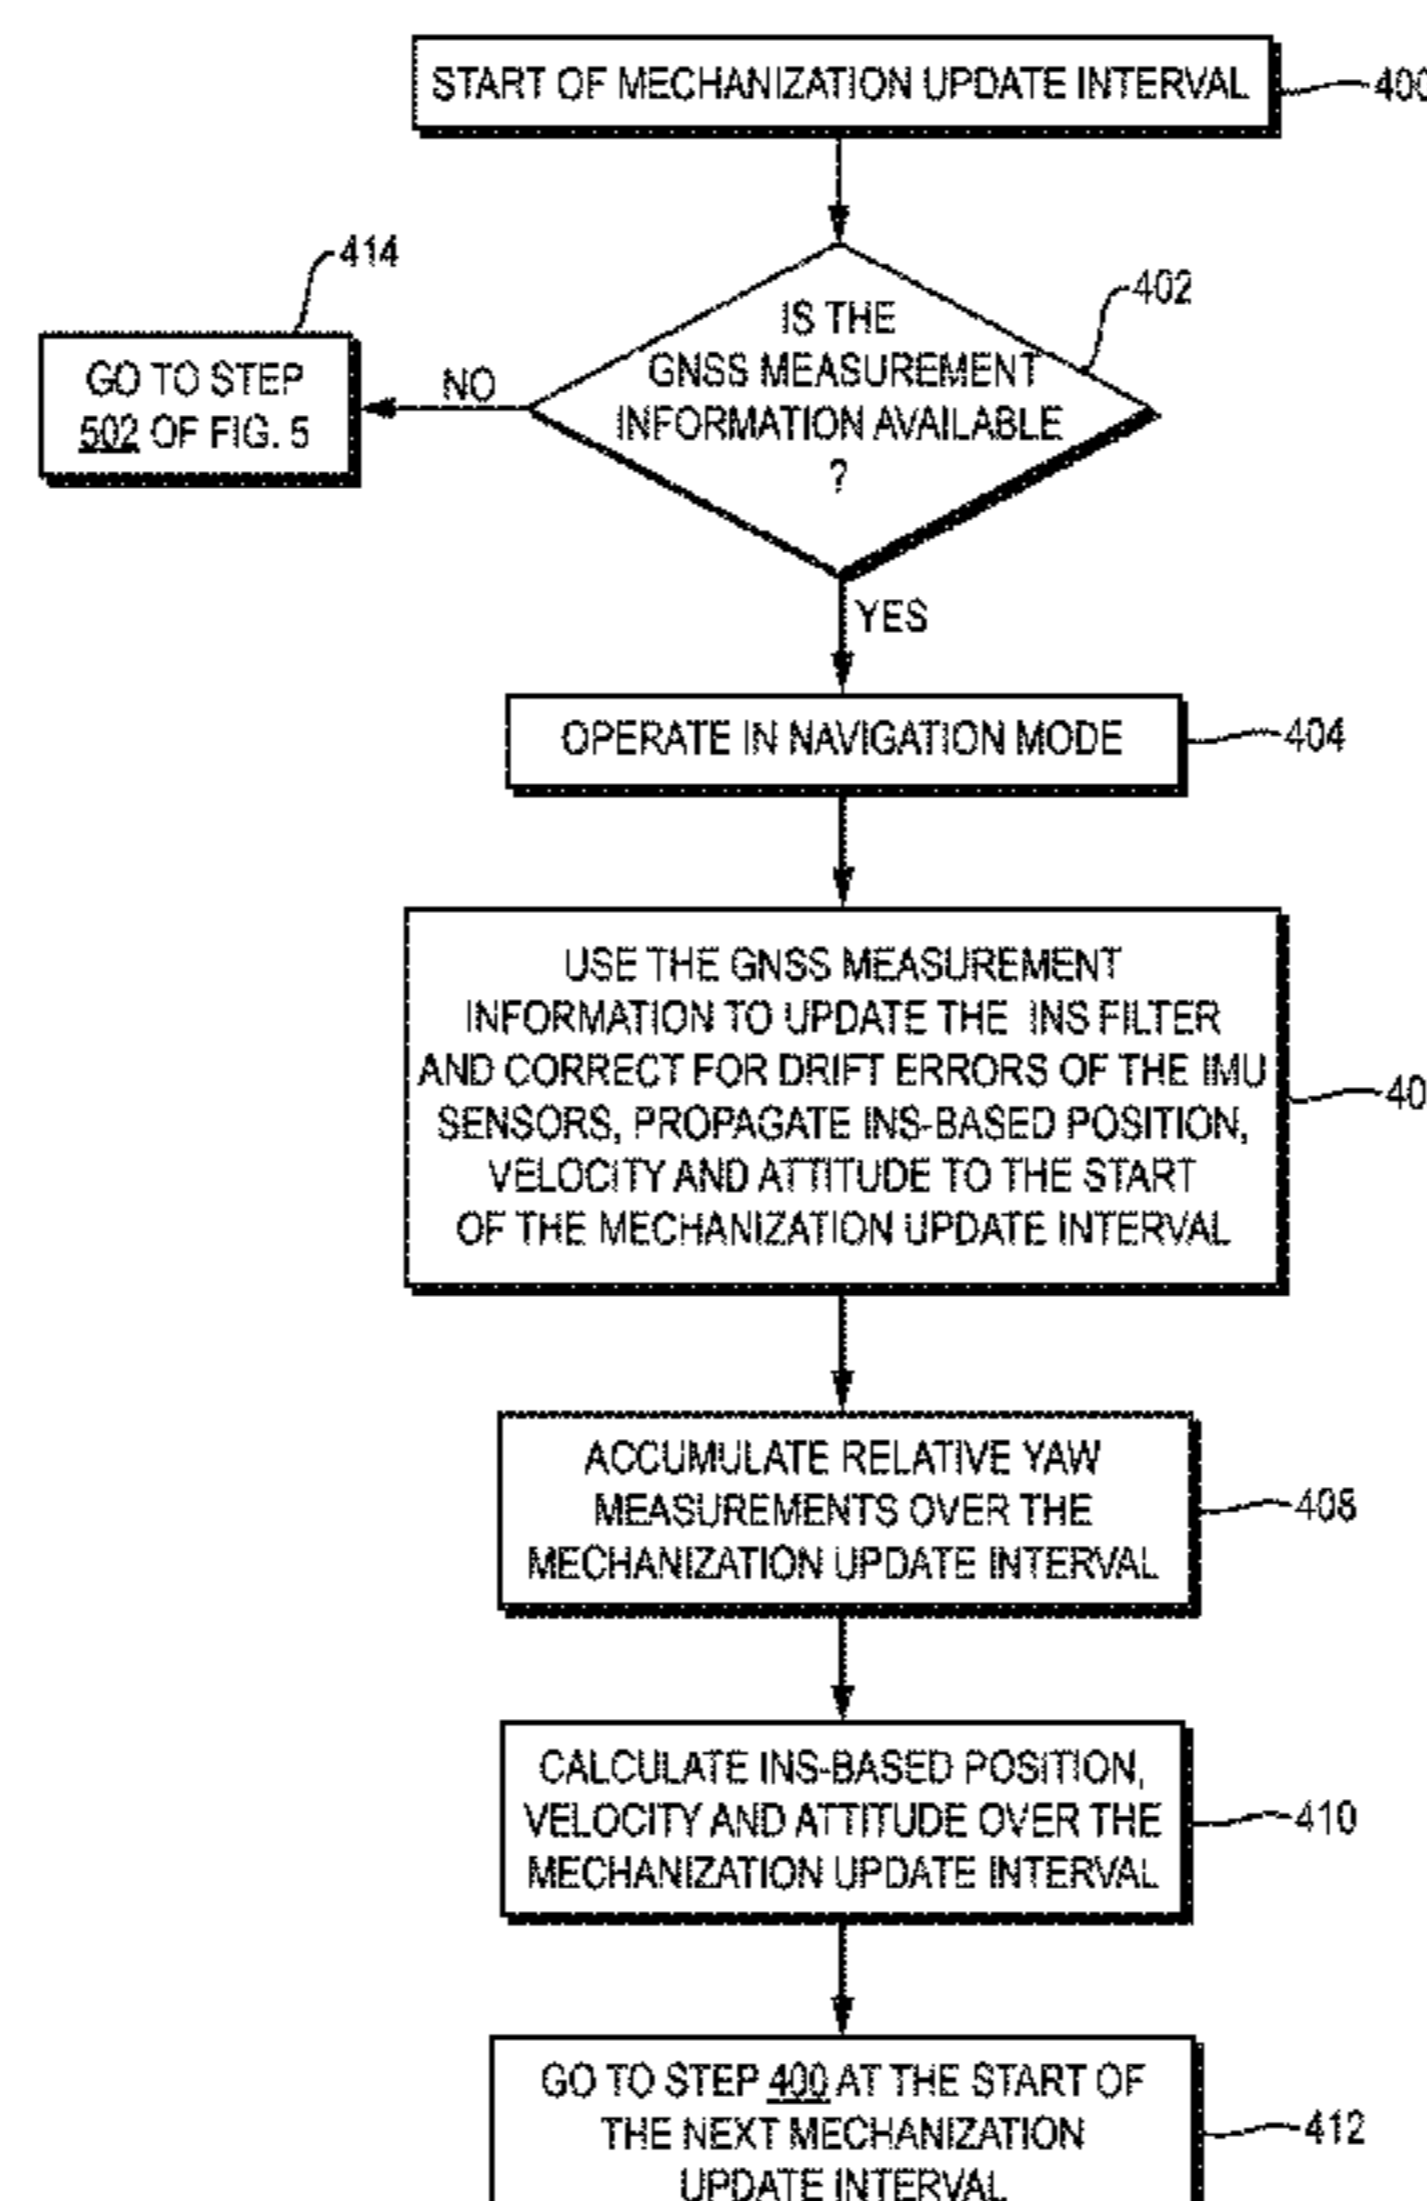 START OF MECHANIZATION UPDATE INTERVAL
400
414
402
IS THE
GNSS MEASUREMENT
INFORMATION AVAILABLE
?
NO
GO TO STEP
502 OF FIG. 5
YES
OPERATE IN NAVIGATION MODE
404
USE THE GNSS MEASUREMENT
INFORMATION TO UPDATE THE INS FILTER
AND CORRECT FOR DRIFT ERRORS OF THE IMU
SENSORS, PROPAGATE INS-BASED POSITION,
VELOCITY AND ATTITUDE TO THE START
OF THE MECHANIZATION UPDATE INTERVAL
40
ACCUMULATE RELATIVE YAW
MEASUREMENTS OVER THE
MECHANIZATION UPDATE INTERVAL
408
CALCULATE INS-BASED POSITION,
VELOCITY AND ATTITUDE OVER THE
MECHANIZATION UPDATE INTERVAL
410
GO TO STEP 400 AT THE START OF
THE NEXT MECHANIZATION
UPDATE INTERVAL
412